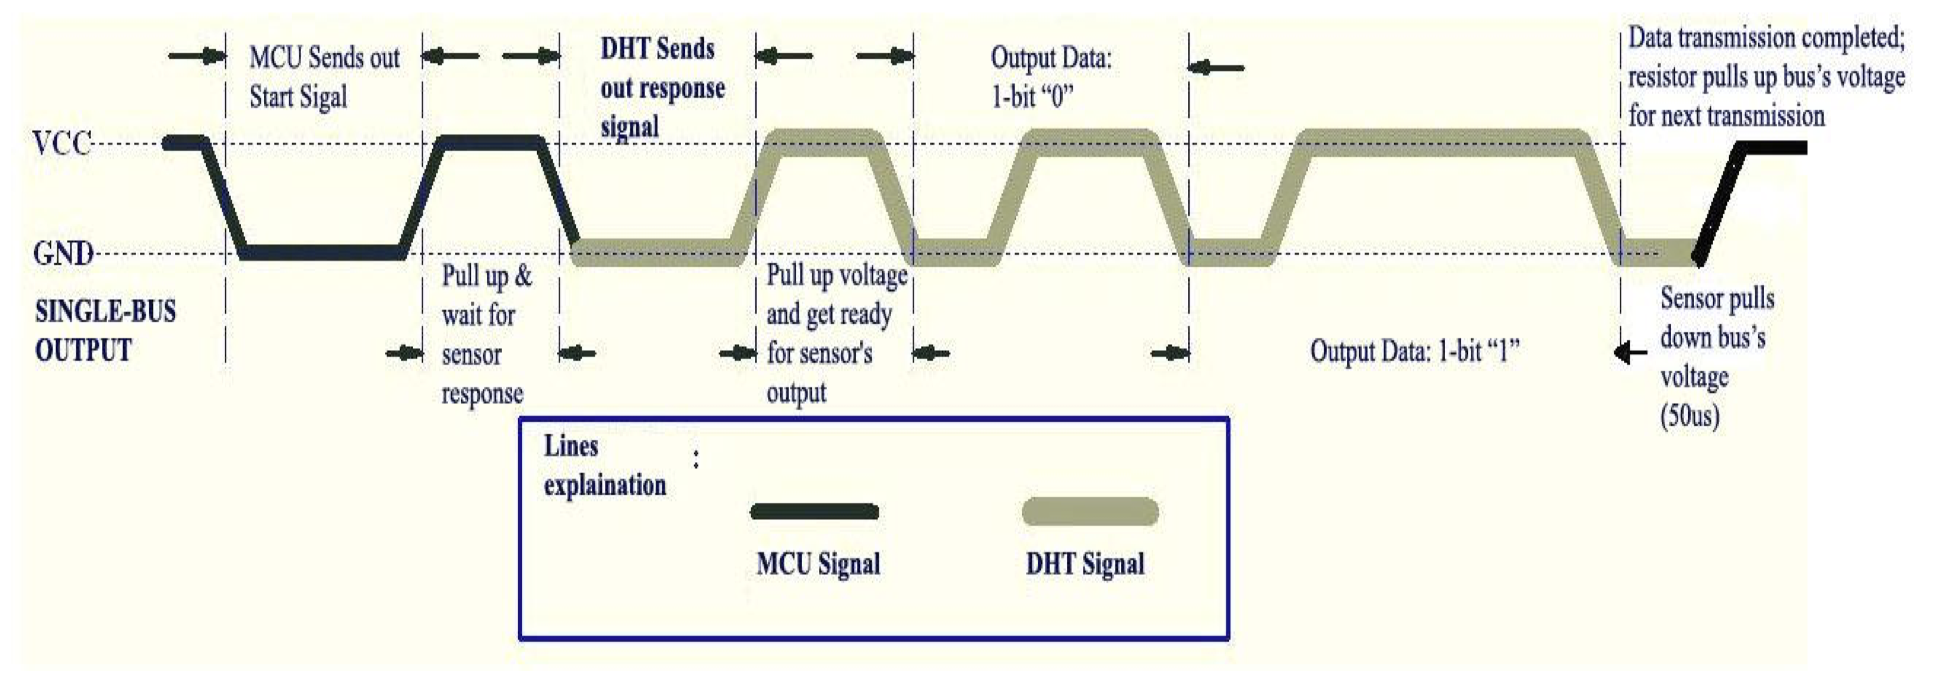 MCU Sends out
Start Sigal
DHT Sends
out response
signal
Output Data:
1-bit “0”
Data transmission completed;
resistor pulls up bus’s voltage
for next transmission
VCC
GND
SINGLE-BUS
OUTPUT
Pull up &
wait for
sensor
response
Pull up voltage
and get ready
for sensor's
output
Output Data: 1-bit “1”
Sensor pulls
down bus’s
voltage
(50us)
Lines
explaination :
MCU Signal
DHT Signal